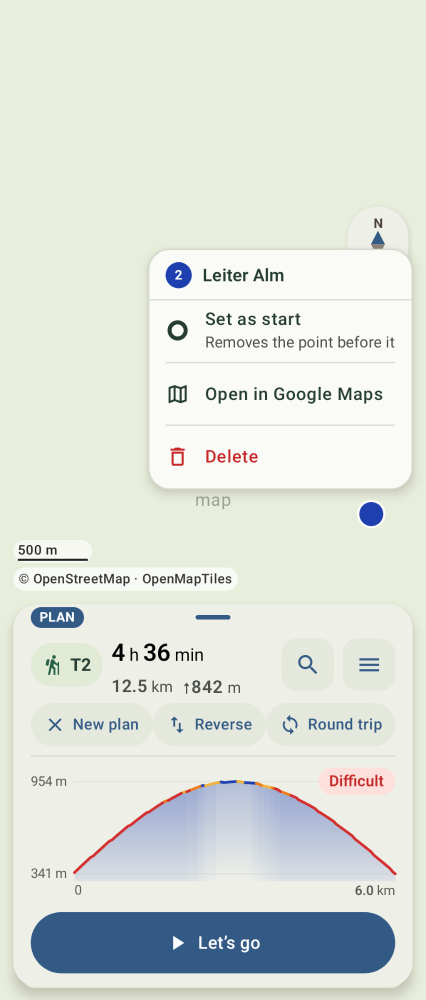 N
2 Leiter Alm
Set as start
Removes the point before it
Open in Google Maps
Delete
map
500 m
© OpenStreetMap · OpenMapTiles
PLAN
T2
4 h 36 min
12.5 km ↑842 m
New plan
Reverse
Round trip
954 m
Difficult
341 m
0
6.0 km
Let's go